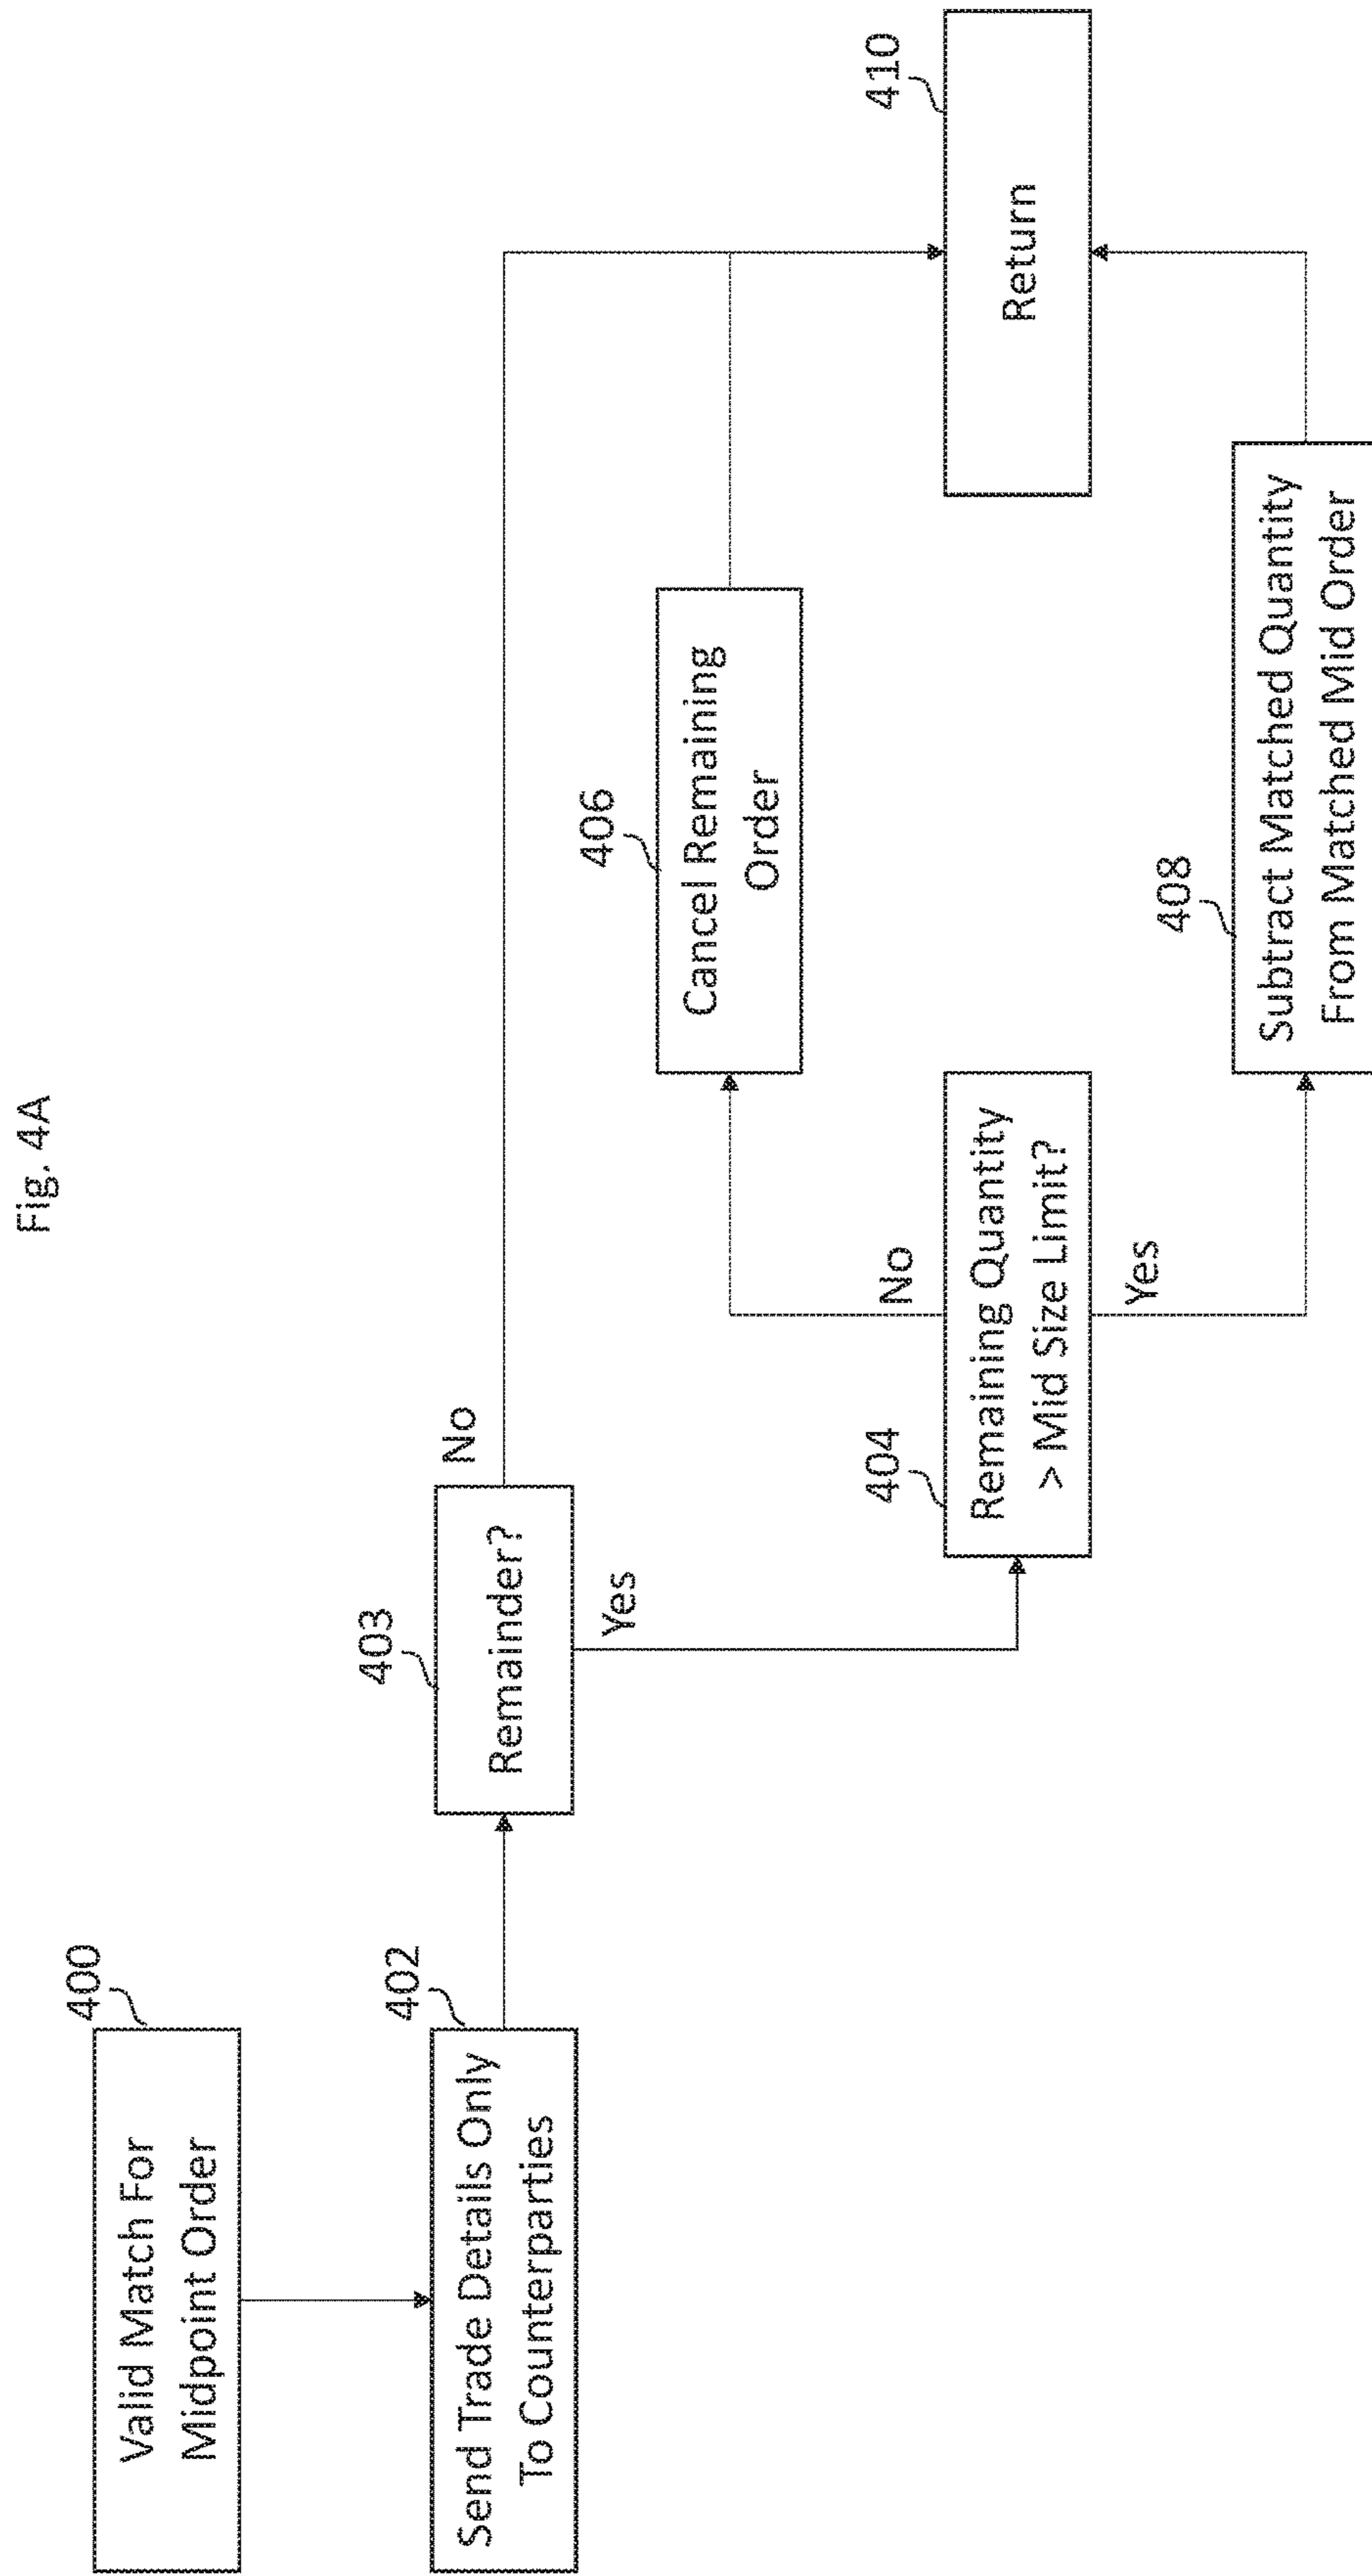 Fig. 4A
400
Valid Match For
Midpoint Order
402
Send Trade Details Only
To Counterparties
403
Remainder?
No
Yes
404
Remaining Quantity
> Mid Size Limit?
No
Yes
406
Cancel Remaining
Order
408
Subtract Matched Quantity
From Matched Mid Order
410
Return